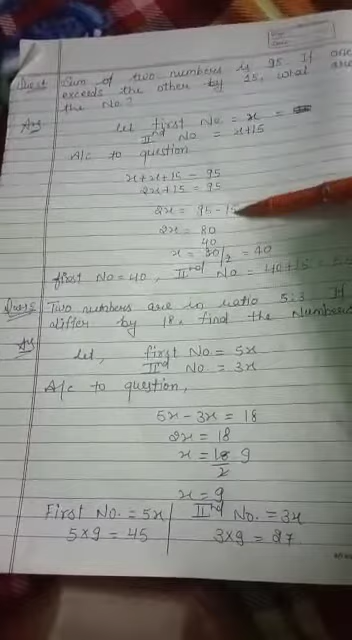 Ques: Sum of two numbers is 95. If one
exceeds the other by 15, what are
the No.?
Ans Let first No. = x =
IInd No = x+15
A/c to question
x+x+15 = 95
2x+15 = 95
2x = 95-15
2x = 80
40
x = 80/2 = 40
first No = 40, IInd No = 40+15 =
Ques: Two numbers are in ratio 5:3 If
differ by 18, find the Numbers
Ans Let, first No = 5x
IInd No = 3x
A/c to question,
5x-3x = 18
2x = 18
x = 18/2 9
x = 9
First No. = 5x | IInd No. = 3x
5×9 = 45 | 3×9 = 27